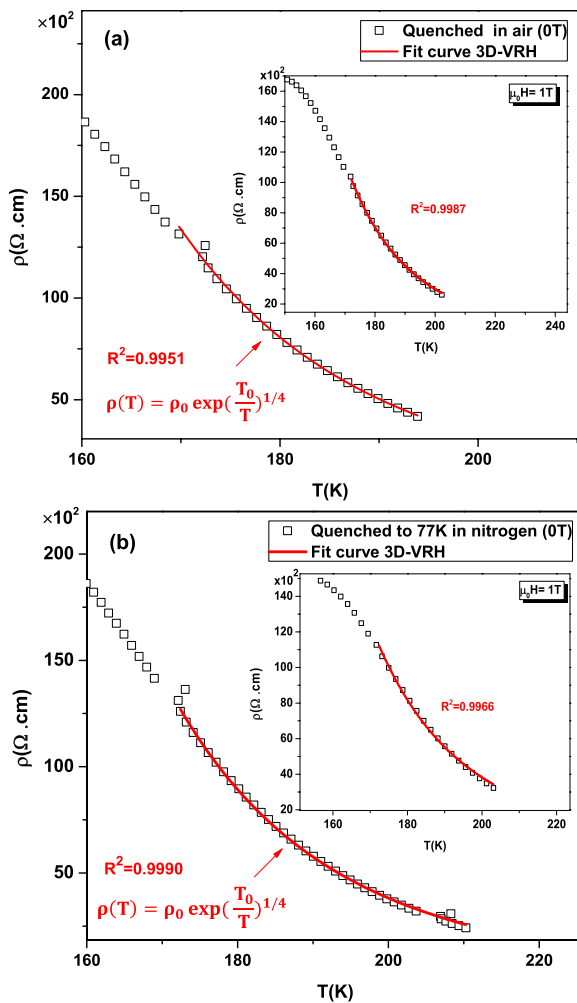 (a)
Quenched in air (0T)
Fit curve 3D-VRH
×10²
200
150
100
50
ρ(Ω.cm)
160
180
200
T(K)
R²=0.9951
ρ(T) = ρ₀ exp(T₀/T)^1/4
x10²
160
140
120
100
80
60
40
20
ρ(Ω.cm)
μ₀H= 1T
R²=0.9987
160
180
200
220
240
T(K)
(b)
Quenched to 77K in nitrogen (0T)
Fit curve 3D-VRH
×10²
200
150
100
50
ρ(Ω.cm)
160
180
200
220
T(K)
R²=0.9990
ρ(T) = ρ₀ exp(T₀/T)^1/4
x10²
160
140
120
100
80
60
40
20
ρ(Ω.cm)
μ₀H= 1T
R²=0.9966
160
180
200
220
T(K)